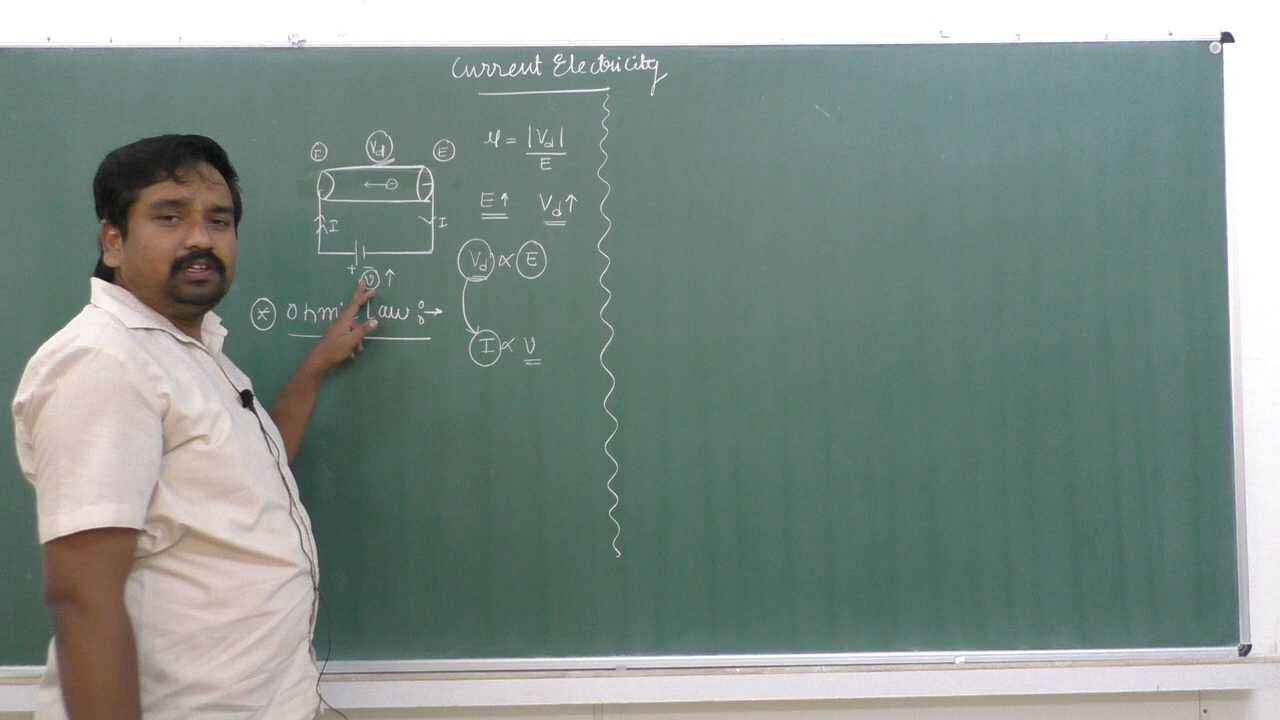 Current Electricity
E Vd E
μ = |Vd| / E
I I
E↑ Vd↑
Vd ∝ E
+ V ↑
* Ohm Law :→
I ∝ V